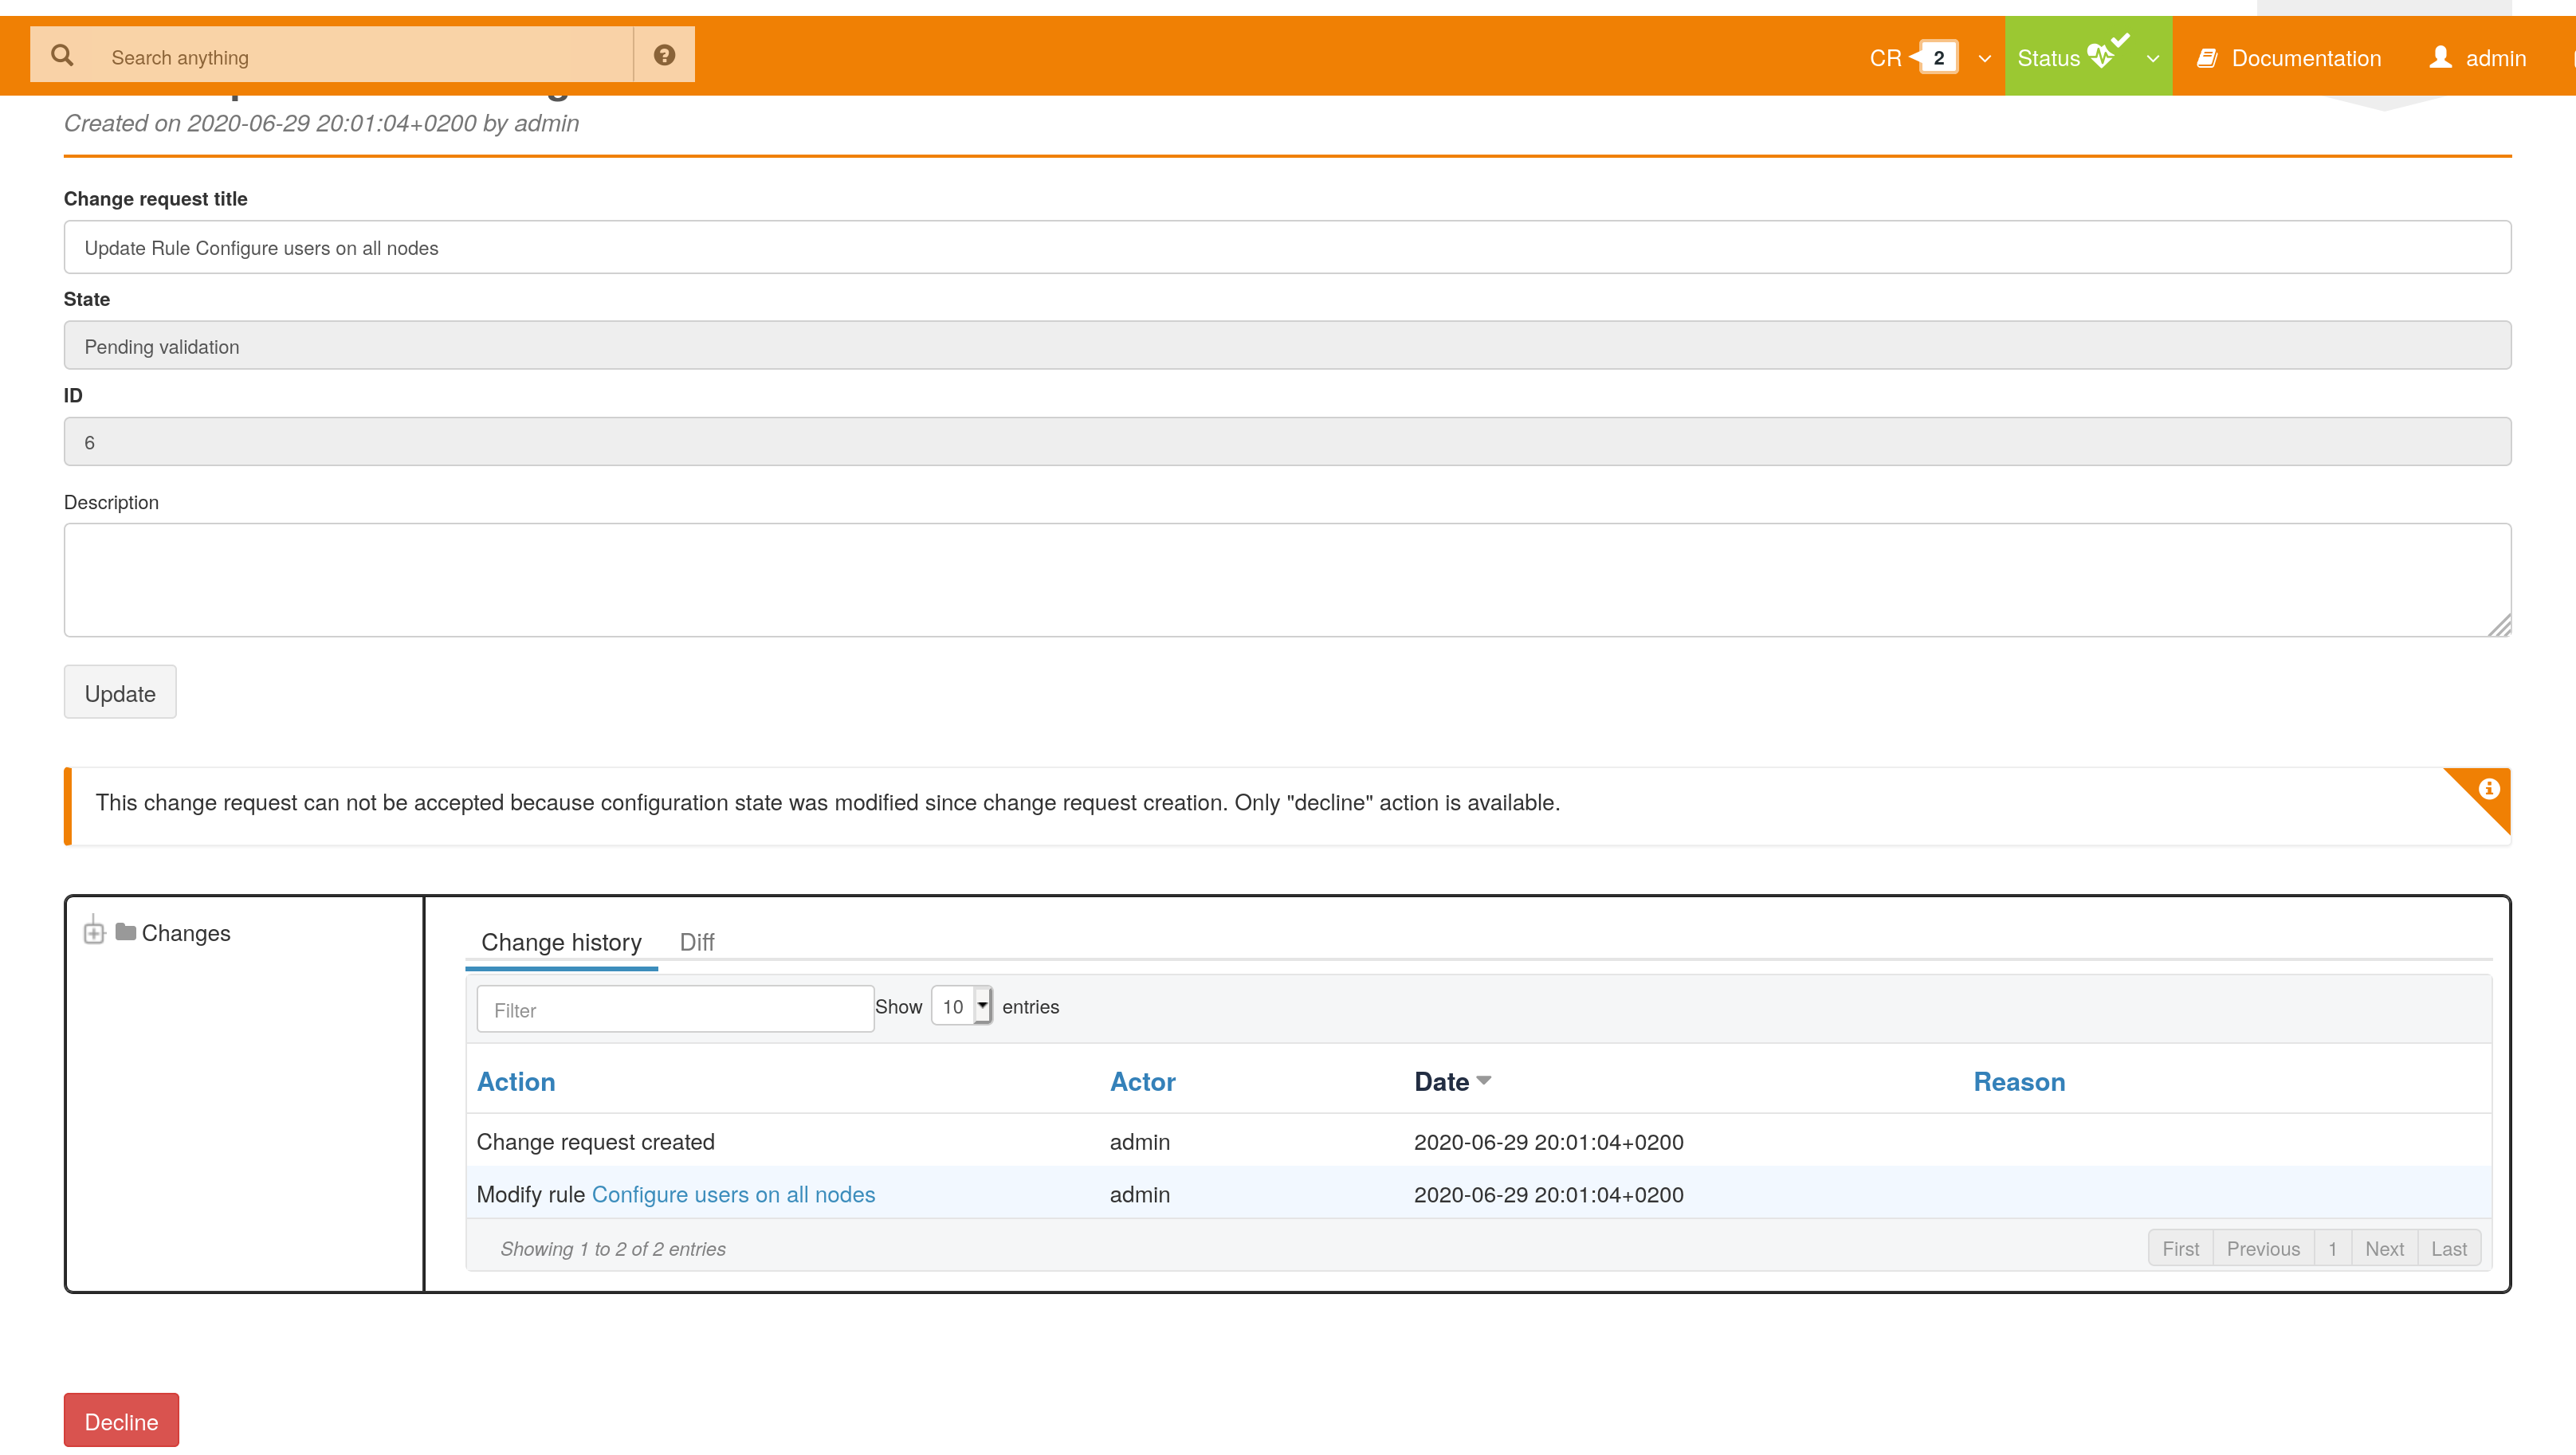 Search anything
CR 2 Status Documentation admin
Created on 2020-06-29 20:01:04+0200 by admin
Change request title
Update Rule Configure users on all nodes
State
Pending validation
ID
6
Description
Update
This change request can not be accepted because configuration state was modified since change request creation. Only "decline" action is available.
Changes
Change history Diff
Filter Show 10 entries
Action Actor Date Reason
Change request created admin 2020-06-29 20:01:04+0200
Modify rule Configure users on all nodes admin 2020-06-29 20:01:04+0200
Showing 1 to 2 of 2 entries First Previous 1 Next Last
Decline